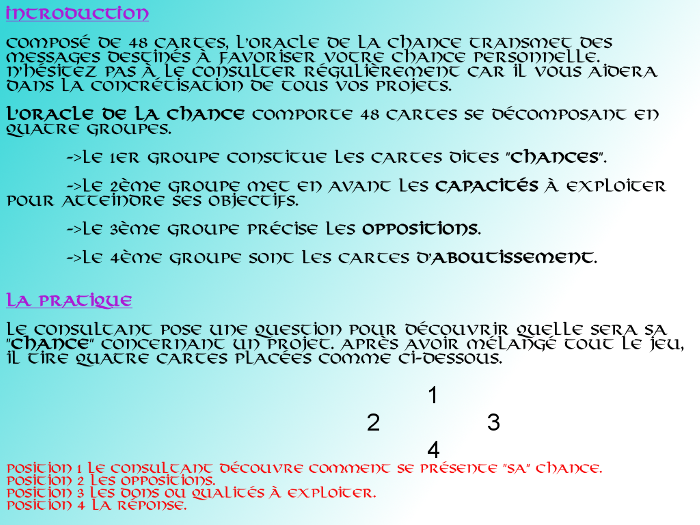 INTRODUCTION
COMPOSÉ DE 48 CARTES, L'ORACLE DE LA CHANCE TRANSMET DES
MESSAGES DESTINÉS À FAVORISER VOTRE CHANCE PERSONNELLE.
N'HÉSITEZ PAS À LE CONSULTER RÉGULIÈREMENT CAR IL VOUS AIDERA
DANS LA CONCRÉTISATION DE TOUS VOS PROJETS.
L'ORACLE DE LA CHANCE COMPORTE 48 CARTES SE DÉCOMPOSANT EN
QUATRE GROUPES.
->LE 1ER GROUPE CONSTITUE LES CARTES DITES "CHANCES".
->LE 2ÈME GROUPE MET EN AVANT LES CAPACITÉS À EXPLOITER
POUR ATTEINDRE SES OBJECTIFS.
->LE 3ÈME GROUPE PRÉCISE LES OPPOSITIONS.
->LE 4ÈME GROUPE SONT LES CARTES D'ABOUTISSEMENT.
LA PRATIQUE
LE CONSULTANT POSE UNE QUESTION POUR DÉCOUVRIR QUELLE SERA SA
"CHANCE" CONCERNANT UN PROJET. APRÈS AVOIR MÉLANGÉ TOUT LE JEU,
IL TIRE QUATRE CARTES PLACÉES COMME CI-DESSOUS.
1
2 3
4
POSITION 1 LE CONSULTANT DÉCOUVRE COMMENT SE PRÉSENTE "SA" CHANCE.
POSITION 2 LES OPPOSITIONS.
POSITION 3 LES DONS OU QUALITÉS À EXPLOITER.
POSITION 4 LA RÉPONSE.